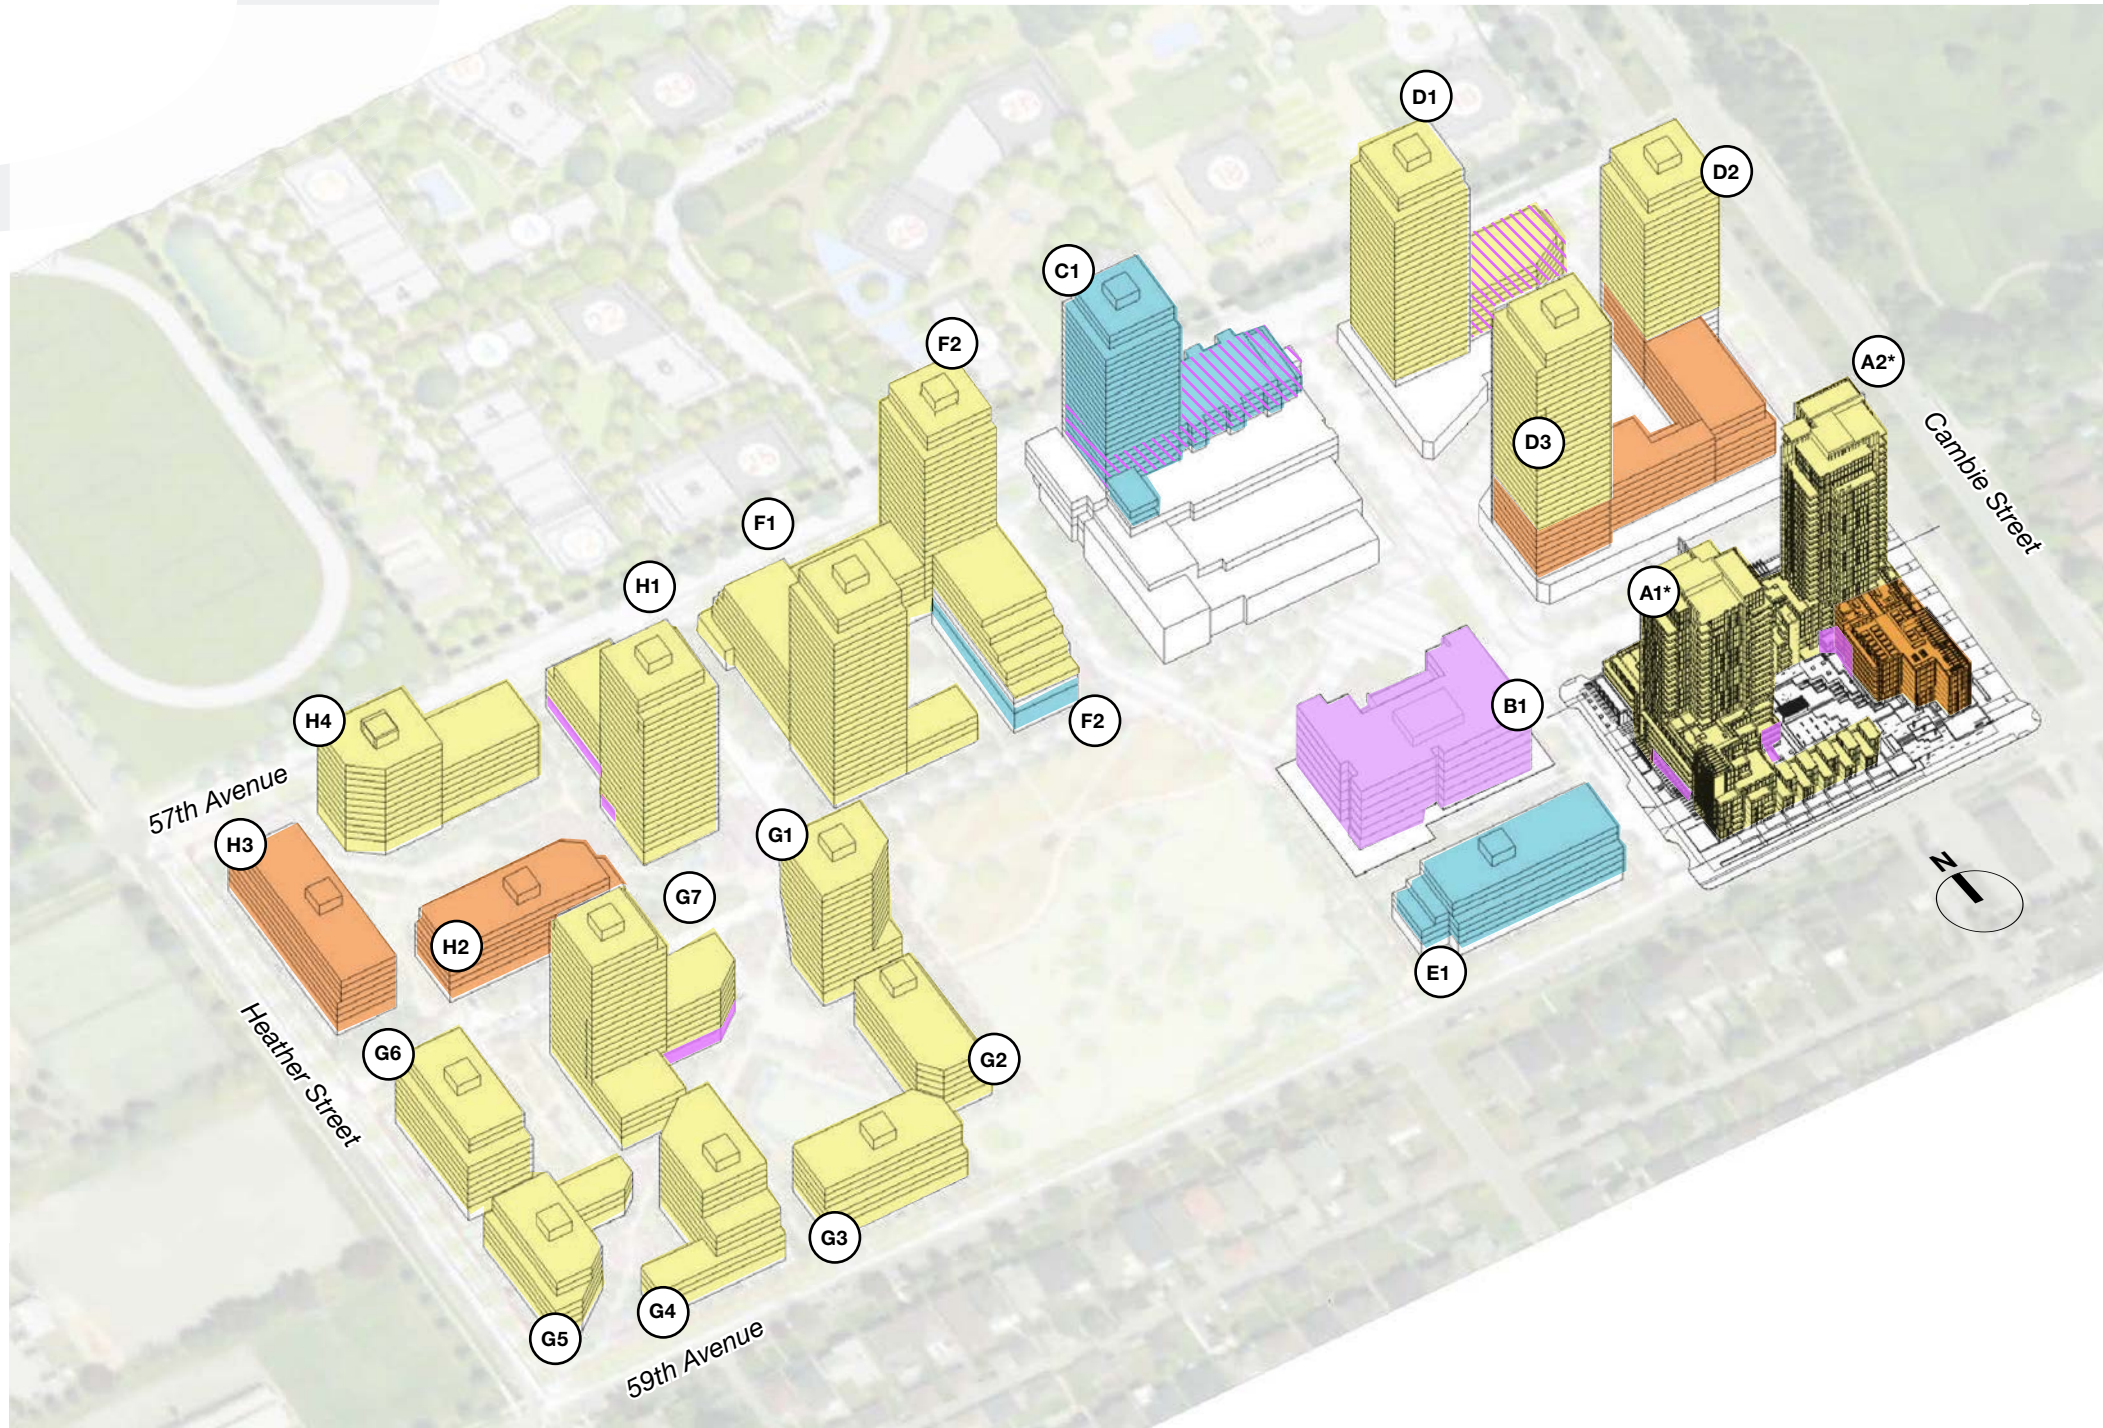 D1
D2
C1
F2
A2*
Cambie Street
D3
F1
H1
A1*
H4
F2
B1
57th Avenue
H3
G1
G7
N
H2
E1
Heather Street
G6
G2
G3
G4
G5
59th Avenue